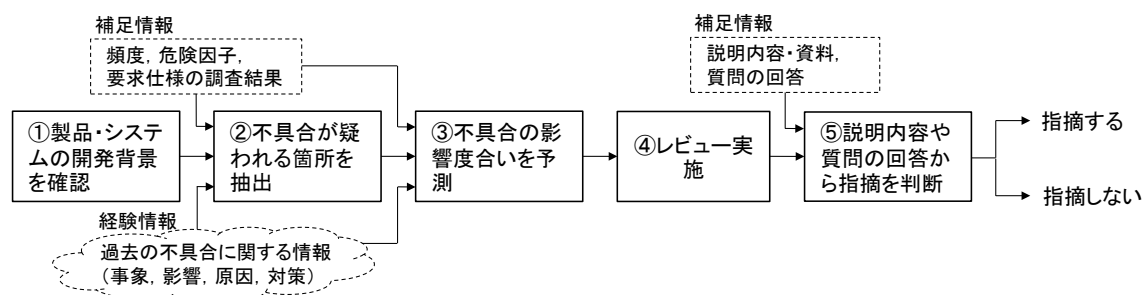 補足情報
頻度, 危険因子,
要求仕様の調査結果
補足情報
説明内容・資料,
質問の回答
①製品・システ
ムの開発背景
を確認
②不具合が疑
われる箇所を
抽出
③不具合の影
響度合いを予
測
④レビュー実
施
⑤説明内容や
質問の回答か
ら指摘を判断
指摘する
指摘しない
経験情報
過去の不具合に関する情報
(事象, 影響, 原因, 対策)